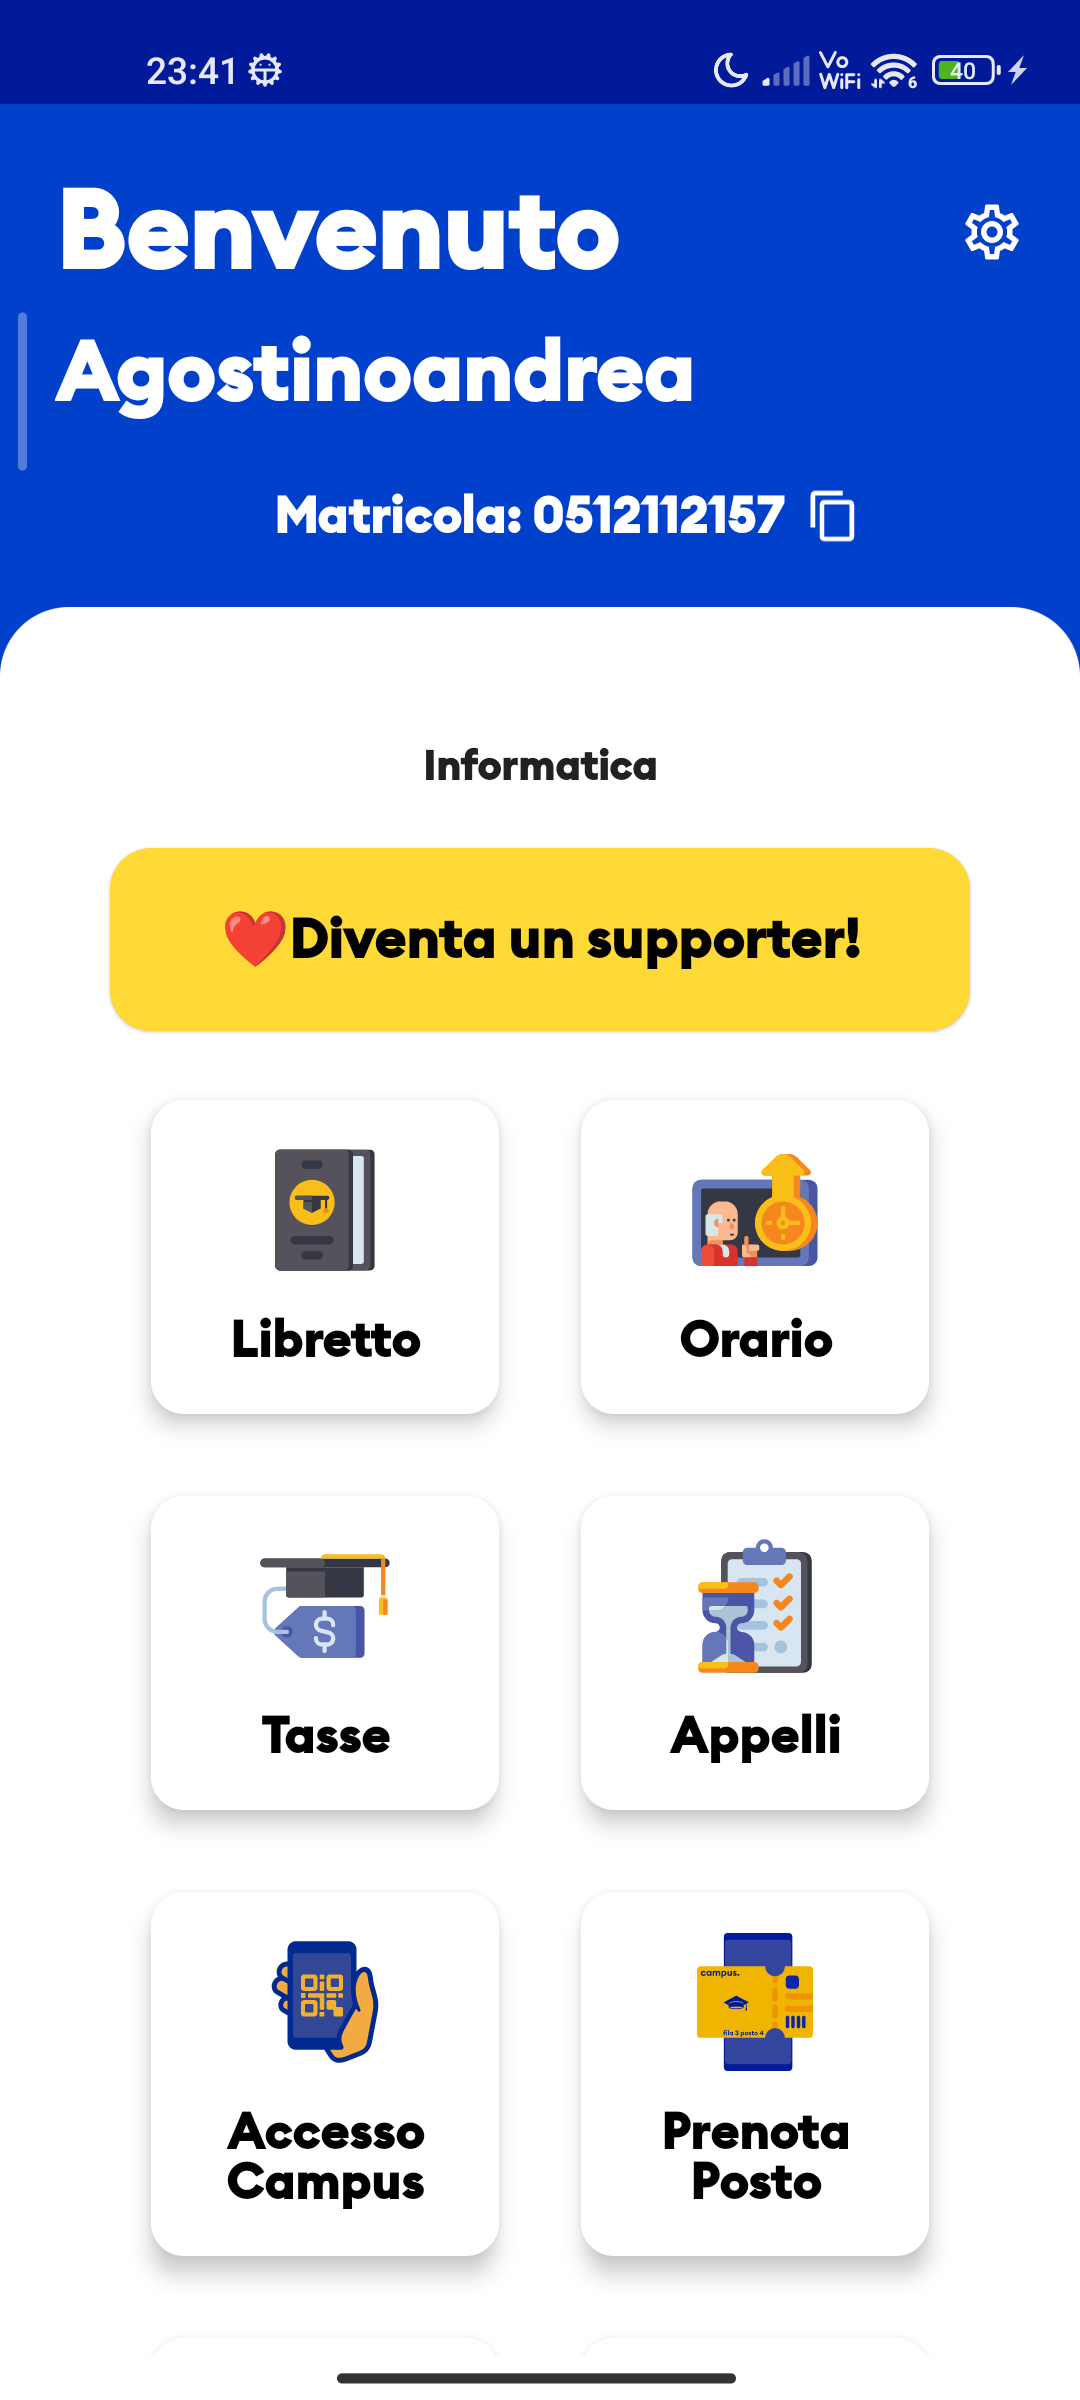 23:41
Vo
WiFi
6
40
Benvenuto
Agostinoandrea
Matricola: 0512112157
Informatica
❤️Diventa un supporter!
Libretto
Orario
$
Tasse
Appelli
campus.
fila 3 posto 4
Accesso
Campus
Prenota
Posto